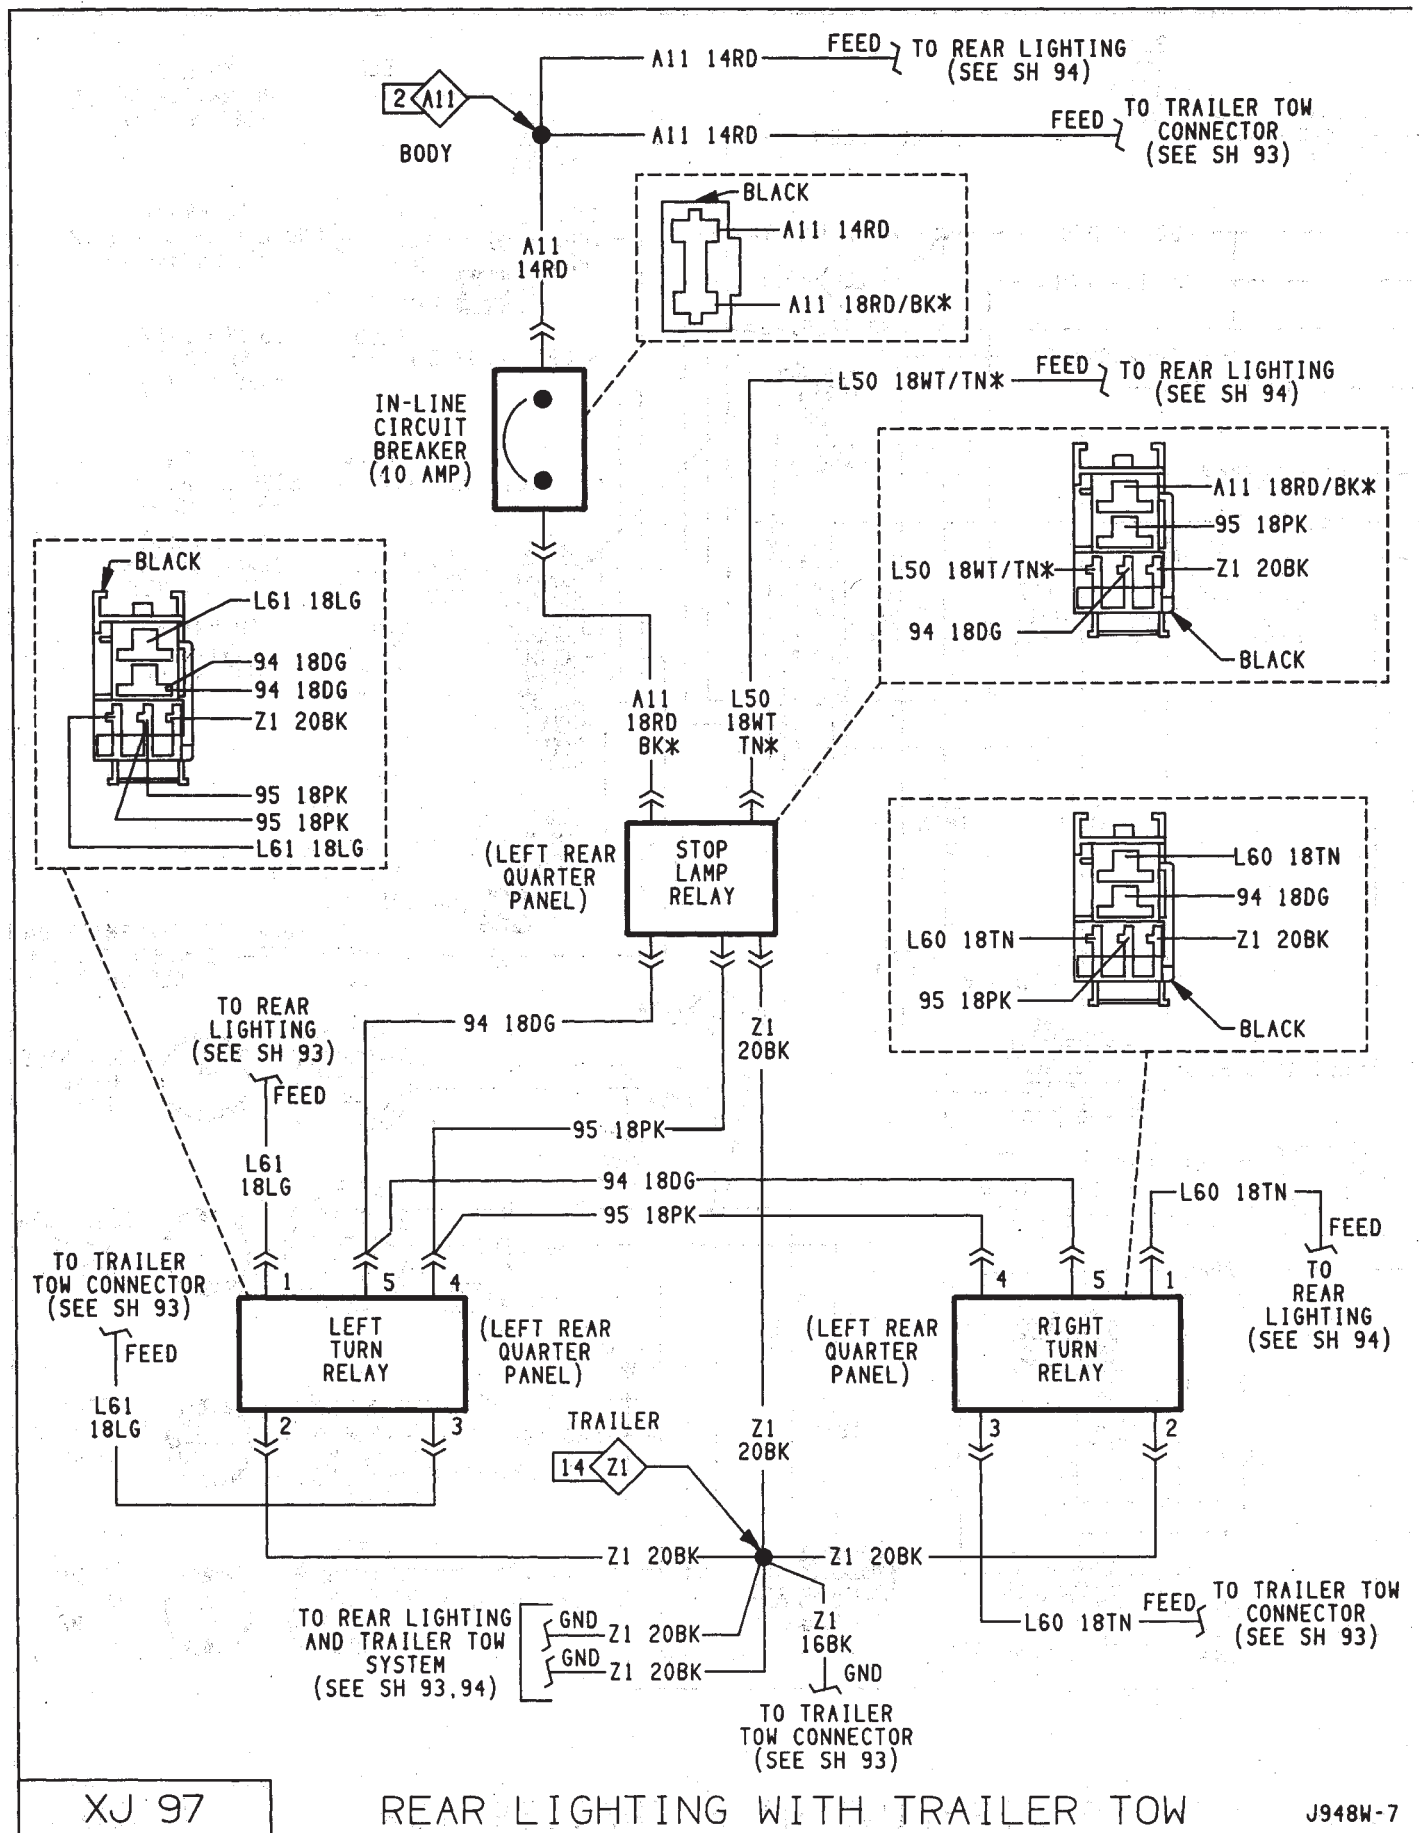 A11 14RD
FEED
TO REAR LIGHTING
(SEE SH 94)
2
A11
BODY
A11 14RD
FEED
TO TRAILER TOW
CONNECTOR
(SEE SH 93)
BLACK
A11 14RD
A11 18RD/BK*
A11
14RD
L50 18WT/TN*
FEED
TO REAR LIGHTING
(SEE SH 94)
IN-LINE
CIRCUIT
BREAKER
(10 AMP)
A11 18RD/BK*
95 18PK
L50 18WT/TN*
Z1 20BK
94 18DG
BLACK
BLACK
L61 18LG
94 18DG
94 18DG
Z1 20BK
95 18PK
95 18PK
L61 18LG
A11
18RD
BK*
L50
18WT
TN*
(LEFT REAR
QUARTER
PANEL)
STOP
LAMP
RELAY
L60 18TN
94 18DG
L60 18TN
Z1 20BK
95 18PK
BLACK
TO REAR
LIGHTING
(SEE SH 93)
FEED
94 18DG
Z1
20BK
95 18PK
L61
18LG
94 18DG
95 18PK
L60 18TN
FEED
TO
REAR
LIGHTING
(SEE SH 94)
TO TRAILER
TOW CONNECTOR
(SEE SH 93)
FEED
1
5
4
4
5
1
LEFT
TURN
RELAY
(LEFT REAR
QUARTER
PANEL)
(LEFT REAR
QUARTER
PANEL)
RIGHT
TURN
RELAY
L61
18LG
2
3
3
2
TRAILER
14
Z1
Z1
20BK
Z1 20BK
Z1 20BK
TO REAR LIGHTING
AND TRAILER TOW
SYSTEM
(SEE SH 93,94)
GND
Z1 20BK
GND
Z1 20BK
Z1
16BK
GND
TO TRAILER
TOW CONNECTOR
(SEE SH 93)
L60 18TN
FEED
TO TRAILER TOW
CONNECTOR
(SEE SH 93)
XJ 97
REAR LIGHTING WITH TRAILER TOW
J948W-7